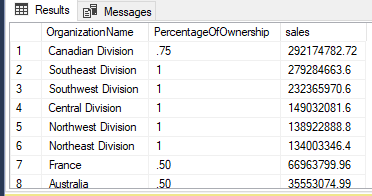 Results Messages
OrganizationName PercentageOfOwnership sales
1 Canadian Division .75 292174782.72
2 Southeast Division 1 279284663.6
3 Southwest Division 1 232365970.6
4 Central Division 1 149032081.6
5 Northwest Division 1 138922888.8
6 Northeast Division 1 134003346.4
7 France .50 66963799.96
8 Australia .50 35553074.99